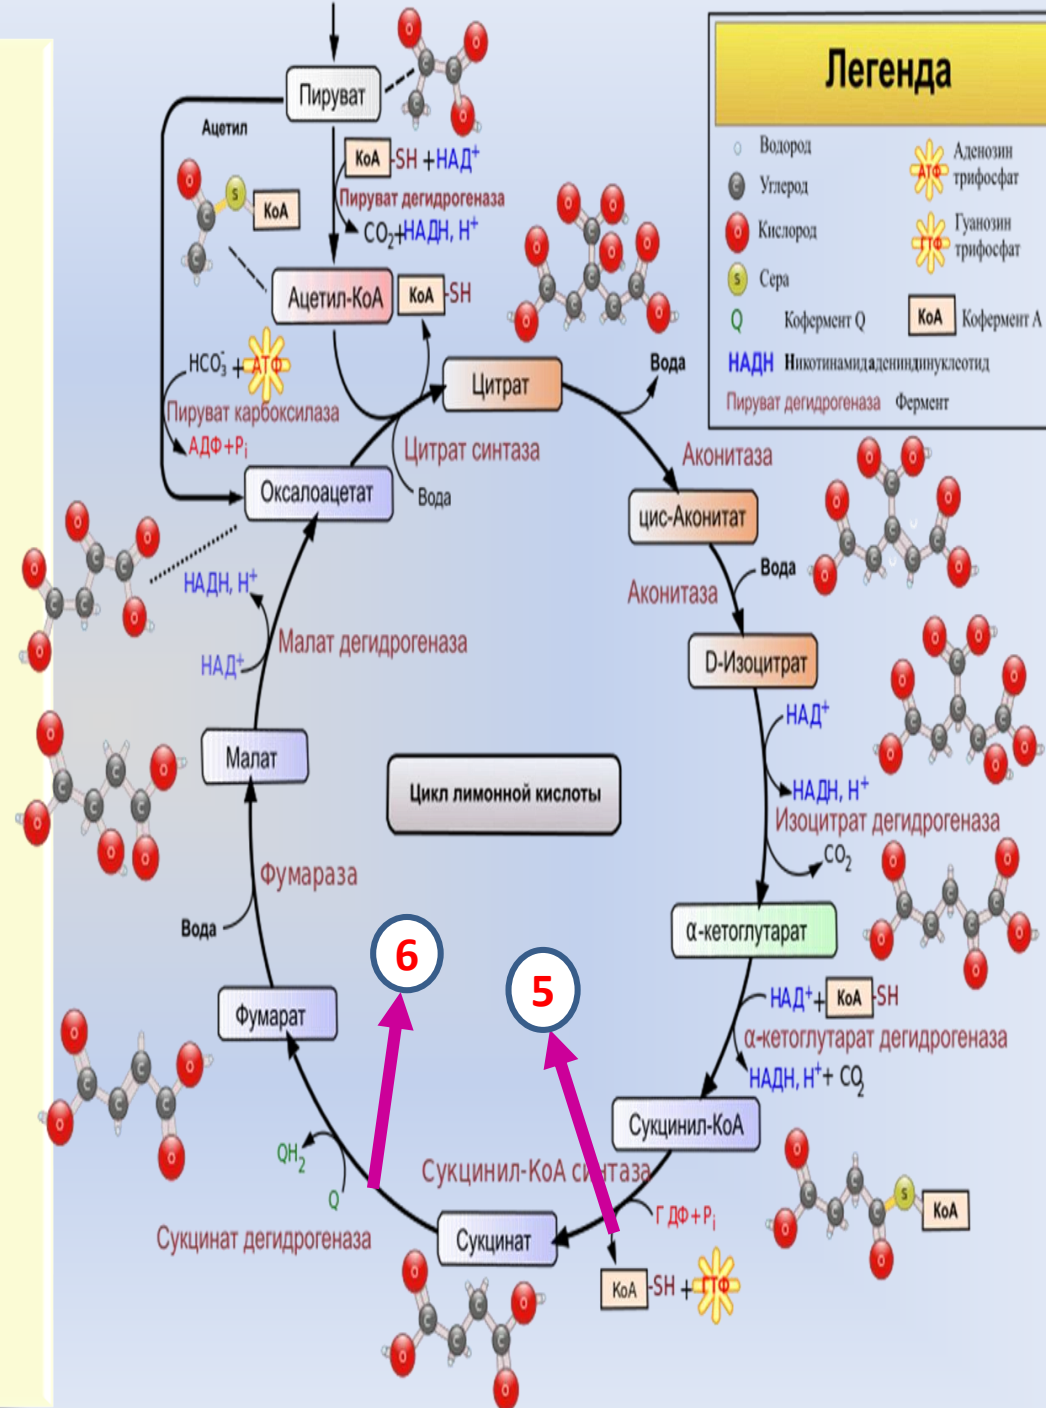 Пируват
Ацетил
КоА -SH +НАД+
Пируват дегидрогеназа
CO2+НАДН, H+
S КоА
Ацетил-КоА
КоА -SH
HCO3- + АТФ
Пируват карбоксилаза
АДФ+Pi
Цитрат
Вода
Цитрат синтаза
Вода
Оксалоацетат
Аконитаза
цис-Аконитат
Вода
Аконитаза
D-Изоцитрат
НАД+
НАДН, H+
Изоцитрат дегидрогеназа
CO2
α-кетоглутарат
НАД+ + КоА -SH
α-кетоглутарат дегидрогеназа
НАДН, H+ + CO2
Сукцинил-КоА
Сукцинил-КоА синтаза
Г ДФ+Pi
КоА -SH + ГТФ
S КоА
Сукцинат
Сукцинат дегидрогеназа
Q
QH2
Фумарат
Вода
Фумараза
Малат
Малат дегидрогеназа
НАД+
НАДН, H+
Цикл лимонной кислоты
6
5
Легенда
Водород
Углерод
Кислород
S Сера
Q Кофермент Q
АТФ Аденозин
трифосфат
ГТФ Гуанозин
трифосфат
КоА Кофермент А
НАДН Никотинамидадениндинуклеотид
Пируват дегидрогеназа Фермент